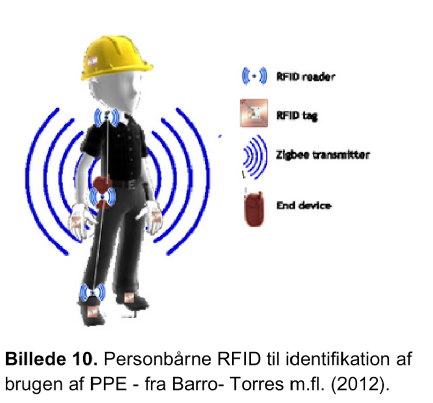 RFID reader
RFID tag
Zigbee transmitter
End device
Billede 10. Personbårne RFID til identifikation af
brugen af PPE - fra Barro- Torres m.fl. (2012).